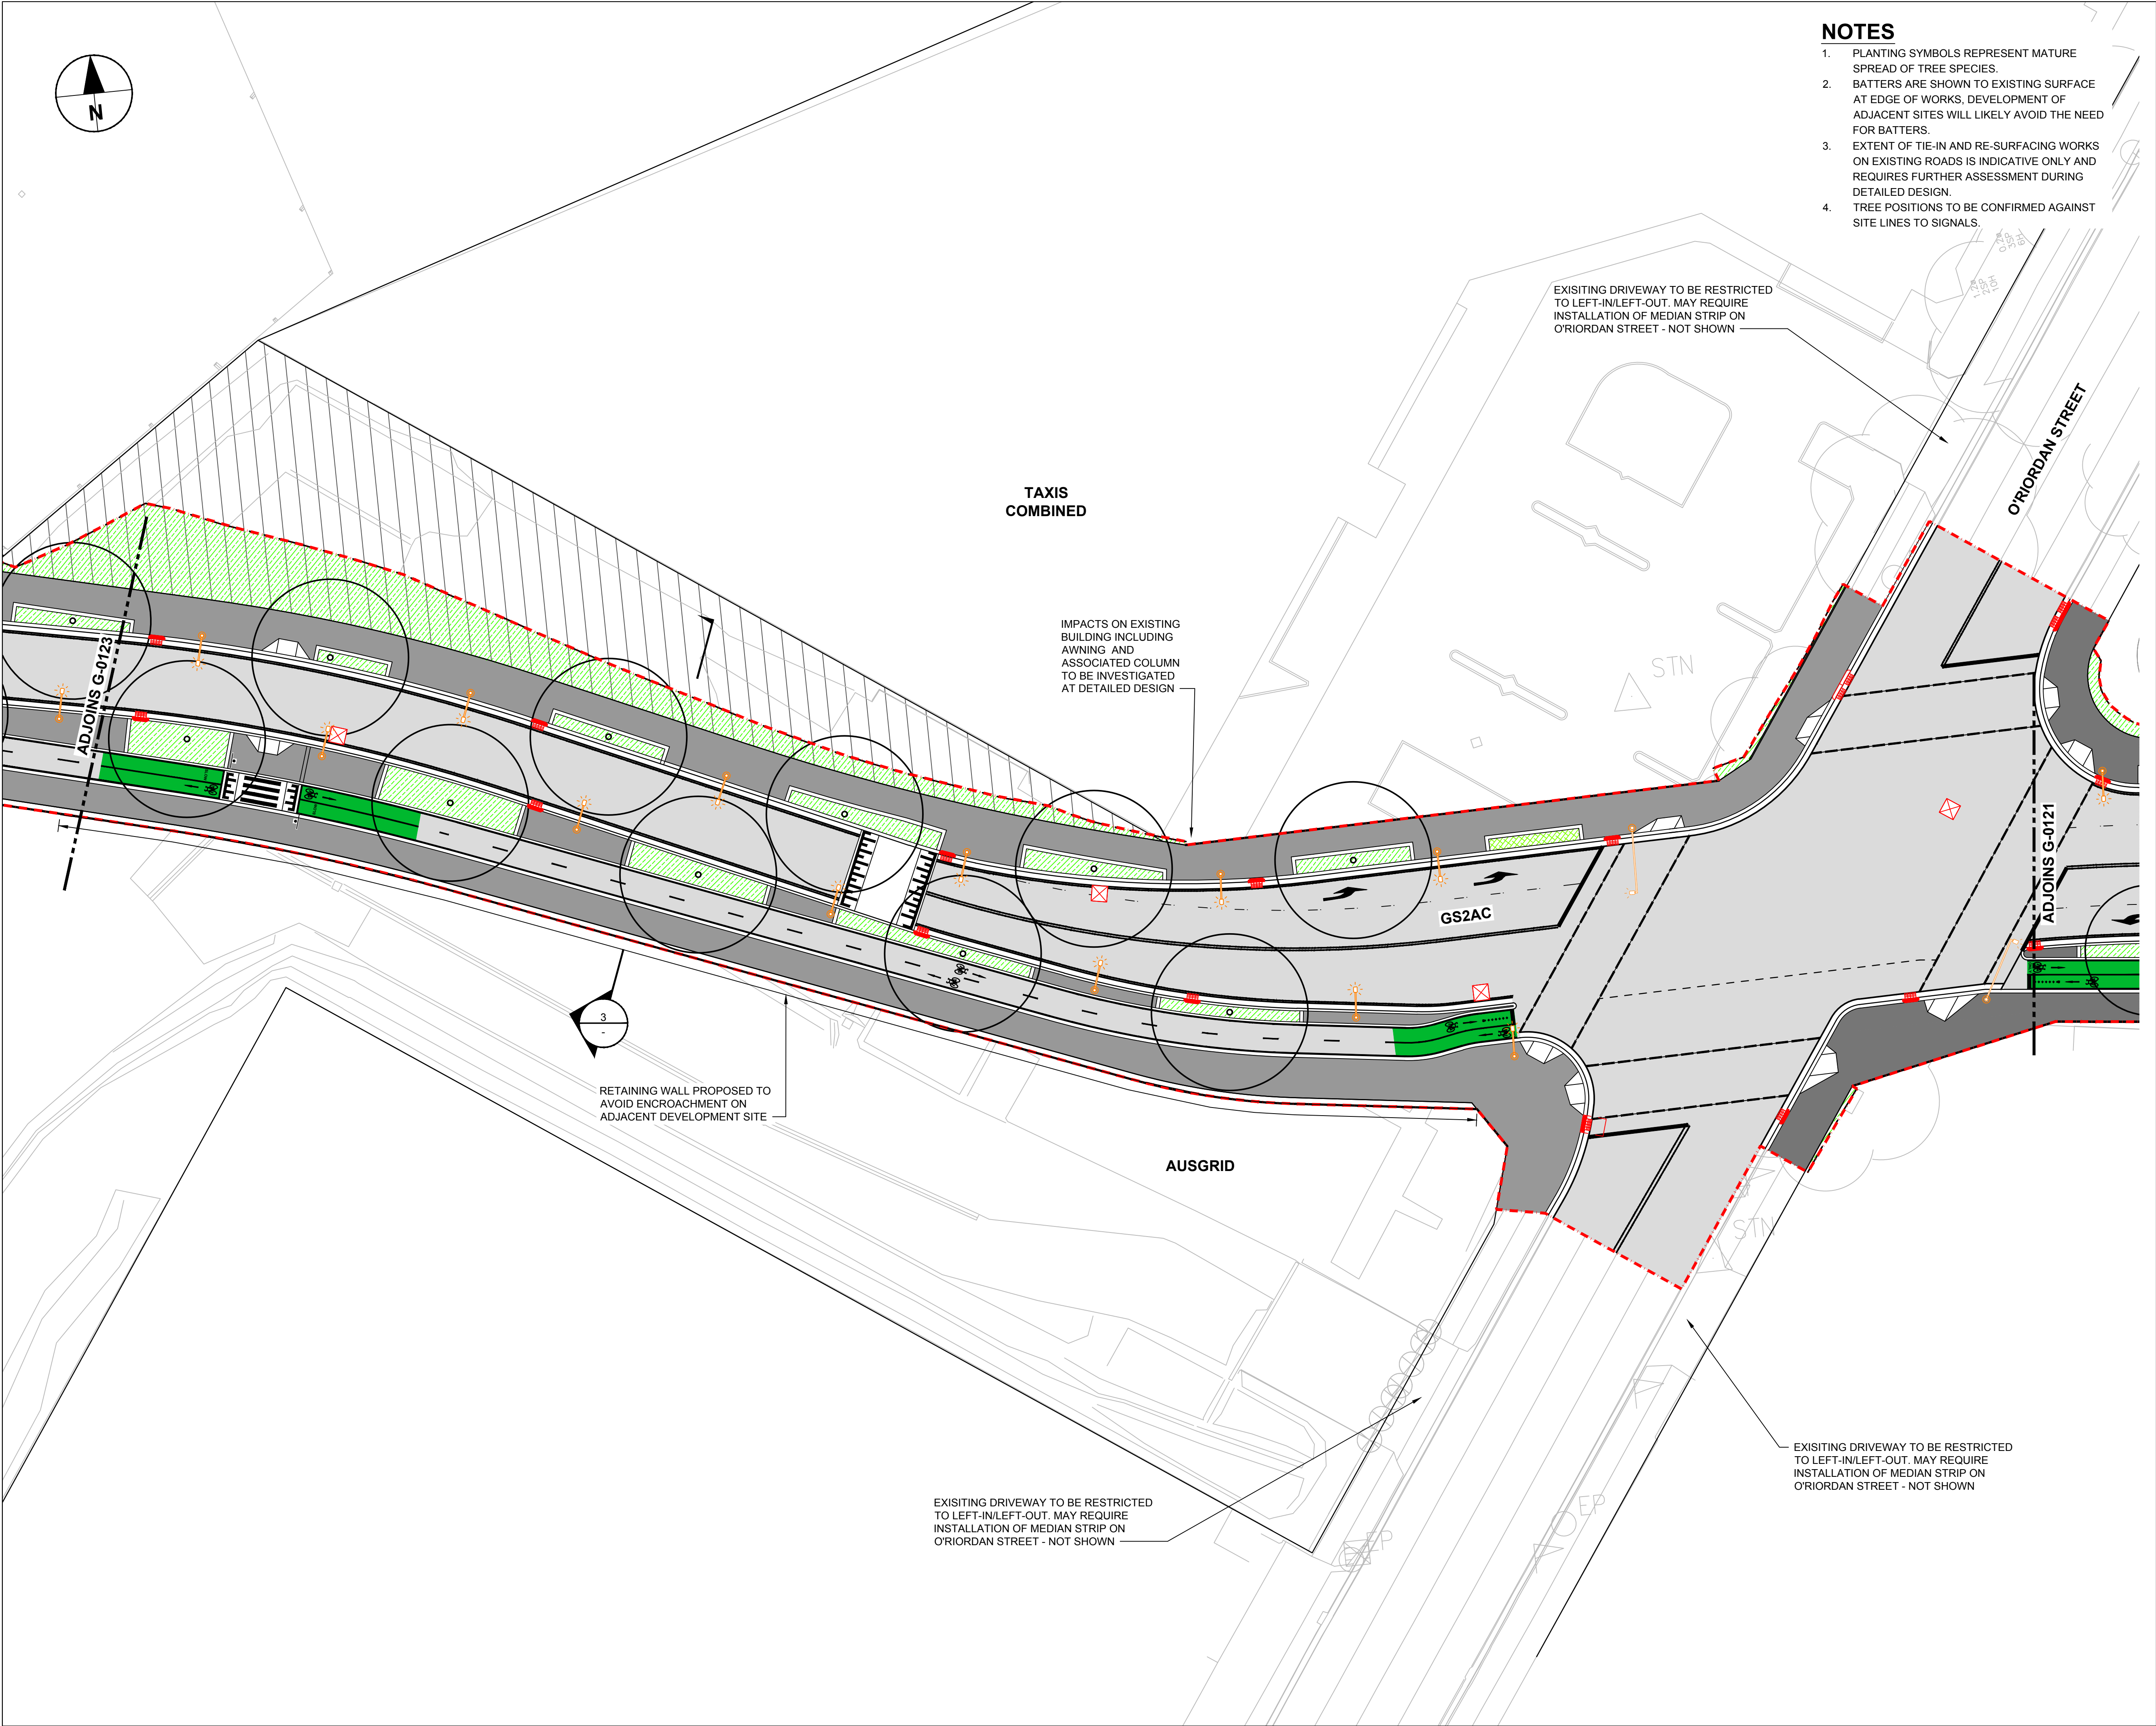 N
NOTES
1. PLANTING SYMBOLS REPRESENT MATURE
SPREAD OF TREE SPECIES.
2. BATTERS ARE SHOWN TO EXISTING SURFACE
AT EDGE OF WORKS, DEVELOPMENT OF
ADJACENT SITES WILL LIKELY AVOID THE NEED
FOR BATTERS.
3. EXTENT OF TIE-IN AND RE-SURFACING WORKS
ON EXISTING ROADS IS INDICATIVE ONLY AND
REQUIRES FURTHER ASSESSMENT DURING
DETAILED DESIGN.
4. TREE POSITIONS TO BE CONFIRMED AGAINST
SITE LINES TO SIGNALS.
EXISITING DRIVEWAY TO BE RESTRICTED
TO LEFT-IN/LEFT-OUT. MAY REQUIRE
INSTALLATION OF MEDIAN STRIP ON
O'RIORDAN STREET - NOT SHOWN
O'RIORDAN STREET
TAXIS
COMBINED
IMPACTS ON EXISTING
BUILDING INCLUDING
AWNING AND
ASSOCIATED COLUMN
TO BE INVESTIGATED
AT DETAILED DESIGN
STN
ADJOINS G-0123
GS2AC
ADJOINS G-0121
3
-
RETAINING WALL PROPOSED TO
AVOID ENCROACHMENT ON
ADJACENT DEVELOPMENT SITE
AUSGRID
STN
EXISITING DRIVEWAY TO BE RESTRICTED
TO LEFT-IN/LEFT-OUT. MAY REQUIRE
INSTALLATION OF MEDIAN STRIP ON
O'RIORDAN STREET - NOT SHOWN
EXISITING DRIVEWAY TO BE RESTRICTED
TO LEFT-IN/LEFT-OUT. MAY REQUIRE
INSTALLATION OF MEDIAN STRIP ON
O'RIORDAN STREET - NOT SHOWN
EP